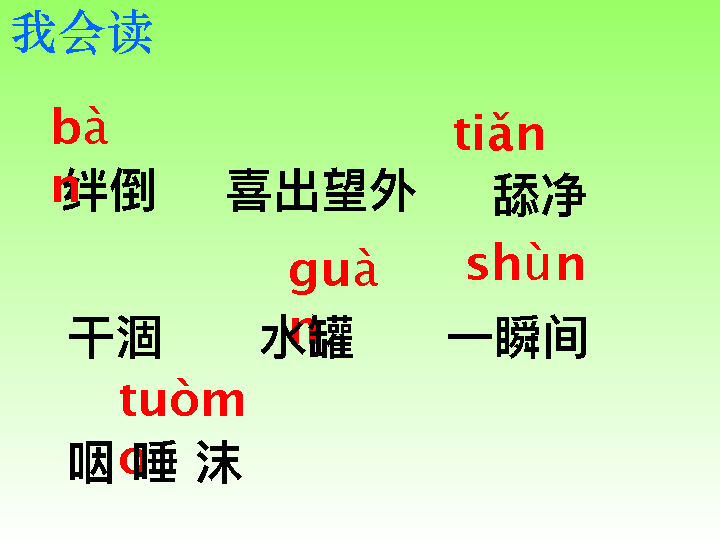 我会读
bàn tiǎn
绊倒 喜出望外 舔净
guàn shùn
干涸 水罐 一瞬间
tuòmo
咽 唾 沫